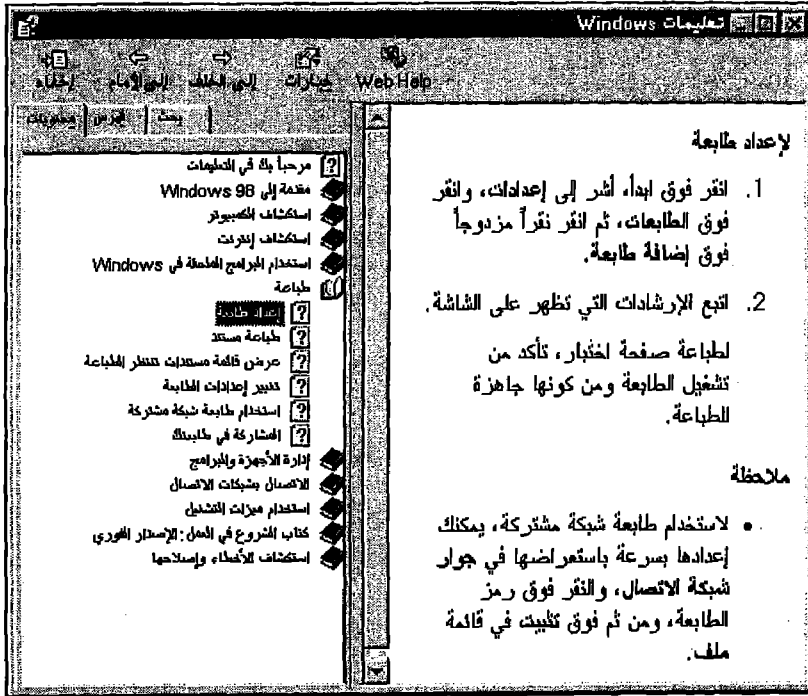 تعليمات Windows
إخفاء إلى الأمام إلى الخلف خيارات Web Help
محتويات فهرس بحث
مرحباً بك في التعليمات
مقدمة إلى Windows 98
استكشاف الكمبيوتر
استكشاف إنترنت
استخدام البرامج الملحقة في Windows
طباعة
إعداد طابعة
طباعة مستند
عرض قائمة مستندات تنتظر الطباعة
تغيير إعدادات الطابعة
استخدام طابعة شبكة مشتركة
المشاركة في طابعتك
إدارة الأجهزة والبرامج
الاتصال بشبكات الاتصال
استخدام ميزات التشغيل
كتاب الشروع في العمل: الإصدار الفوري
استكشاف الأخطاء وإصلاحها
لإعداد طابعة
1. انقر فوق ابدأ، أشر إلى إعدادات، وانقر
فوق الطابعات، ثم انقر نقراً مزدوجاً
فوق إضافة طابعة.
2. اتبع الإرشادات التي تظهر على الشاشة.
لطباعة صفحة اختبار، تأكد من
تشغيل الطابعة ومن كونها جاهزة
للطباعة.
ملاحظة
• لاستخدام طابعة شبكة مشتركة، يمكنك
إعدادها بسرعة باستعراضها في جوار
شبكة الاتصال، والنقر فوق رمز
الطابعة، ومن ثم فوق تثبيت في قائمة
ملف.